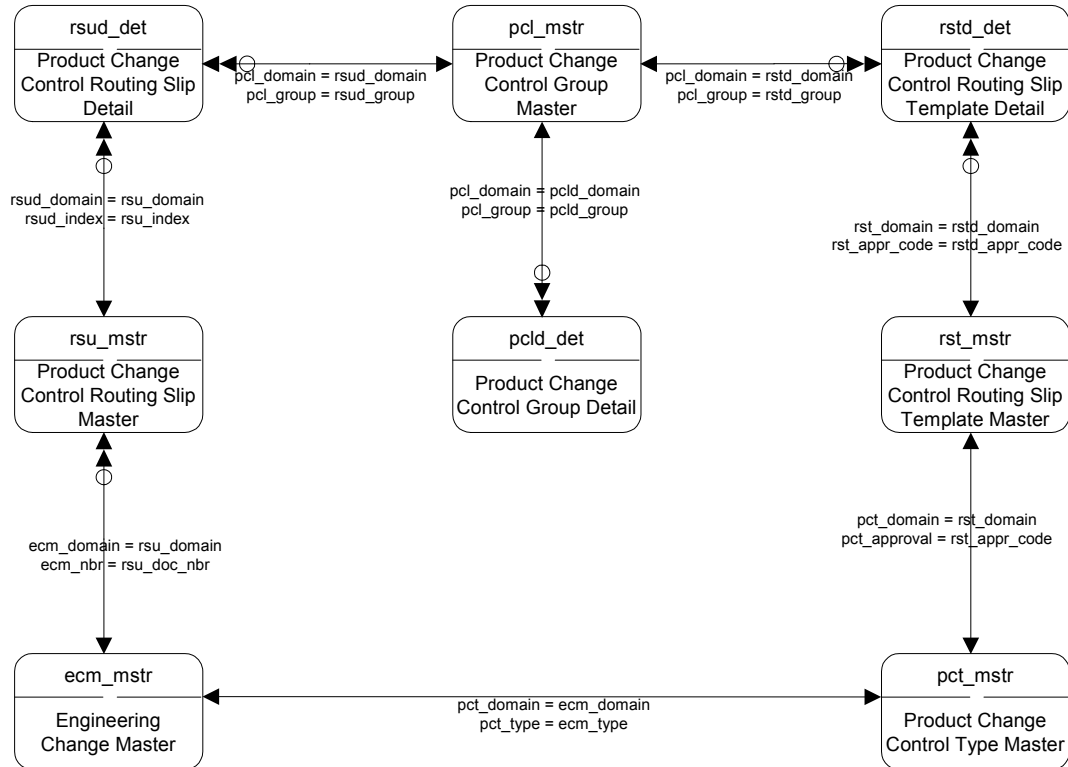 rsud_det
Product Change
Control Routing Slip
Detail
pcl_domain = rsud_domain
pcl_group = rsud_group
pcl_mstr
Product Change
Control Group
Master
pcl_domain = rstd_domain
pcl_group = rstd_group
rstd_det
Product Change
Control Routing Slip
Template Detail
rsud_domain = rsu_domain
rsud_index = rsu_index
pcl_domain = pcld_domain
pcl_group = pcld_group
rst_domain = rstd_domain
rst_appr_code = rstd_appr_code
rsu_mstr
Product Change
Control Routing Slip
Master
pcld_det
Product Change
Control Group Detail
rst_mstr
Product Change
Control Routing Slip
Template Master
ecm_domain = rsu_domain
ecm_nbr = rsu_doc_nbr
pct_domain = rst_domain
pct_approval = rst_appr_code
ecm_mstr
Engineering
Change Master
pct_domain = ecm_domain
pct_type = ecm_type
pct_mstr
Product Change
Control Type Master